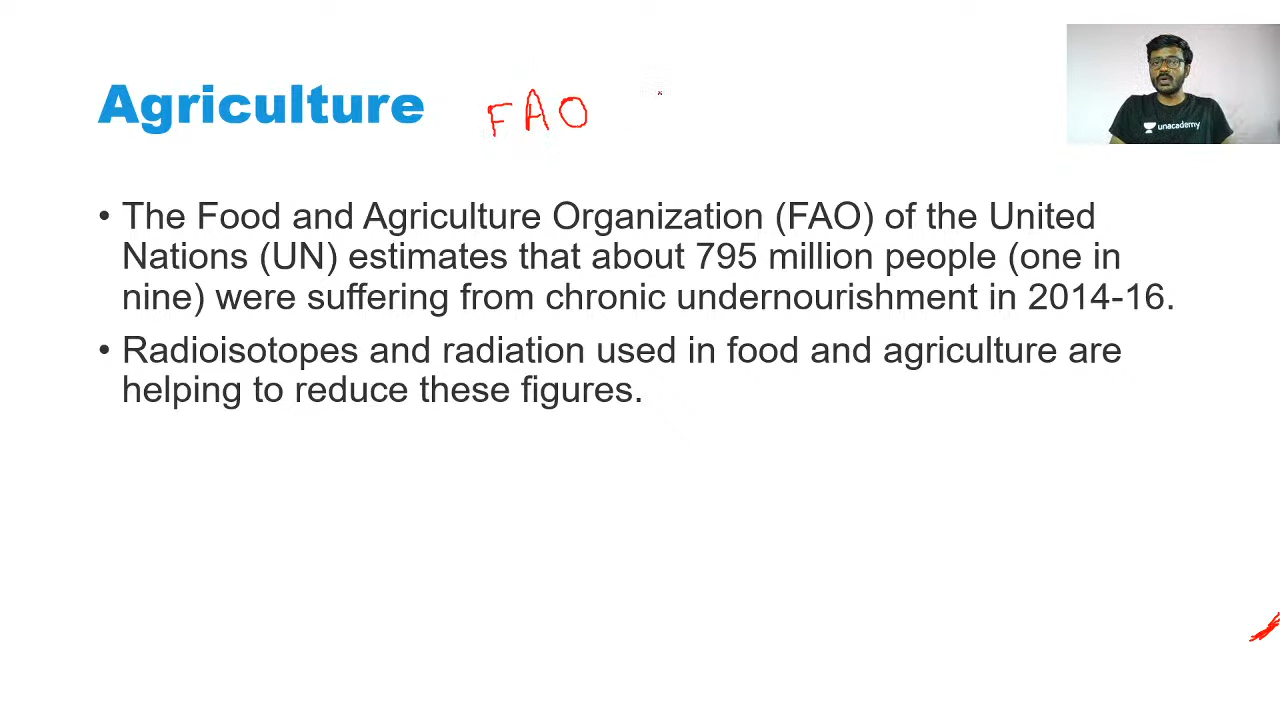 Agriculture
FAO
unacademy
• The Food and Agriculture Organization (FAO) of the United
Nations (UN) estimates that about 795 million people (one in
nine) were suffering from chronic undernourishment in 2014-16.
• Radioisotopes and radiation used in food and agriculture are
helping to reduce these figures.